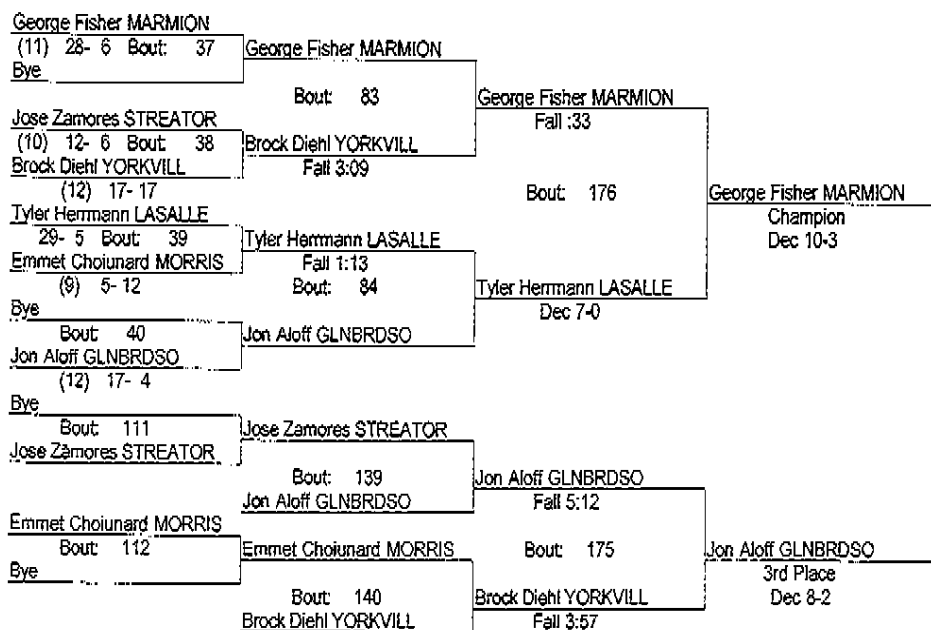 George Fisher MARMION
(11) 28- 6 Bout: 37
Bye
George Fisher MARMION
Bout: 83
Jose Zamores STREATOR
(10) 12- 6 Bout: 38
Brock Diehl YORKVILL
(12) 17- 17
Brock Diehl YORKVILL
Fall 3:09
George Fisher MARMION
Fall :33
Bout: 176
Tyler Herrmann LASALLE
29- 5 Bout: 39
Emmet Choiunard MORRIS
(9) 5- 12
Tyler Herrmann LASALLE
Fall 1:13
Bout: 84
Bye
Bout: 40
Jon Aloff GLNBRDSO
(12) 17- 4
Jon Aloff GLNBRDSO
Tyler Herrmann LASALLE
Dec 7-0
George Fisher MARMION
Champion
Dec 10-3
Bye
Bout: 111
Jose Zamores STREATOR
Jose Zamores STREATOR
Bout: 139
Jon Aloff GLNBRDSO
Jon Aloff GLNBRDSO
Fall 5:12
Bout: 175
Emmet Choiunard MORRIS
Bout: 112
Bye
Emmet Choiunard MORRIS
Bout: 140
Brock Diehl YORKVILL
Brock Diehl YORKVILL
Fall 3:57
Jon Aloff GLNBRDSO
3rd Place
Dec 8-2